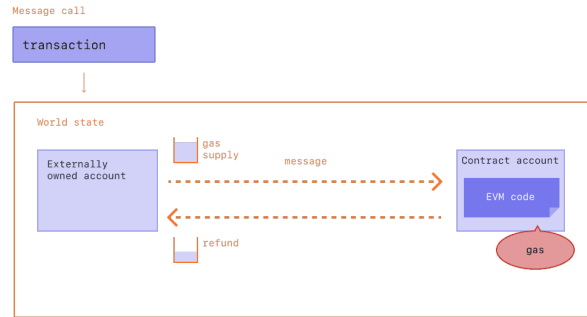 Message call
transaction
World state
Externally
owned account
gas
supply
message
Contract account
EVM code
refund
gas